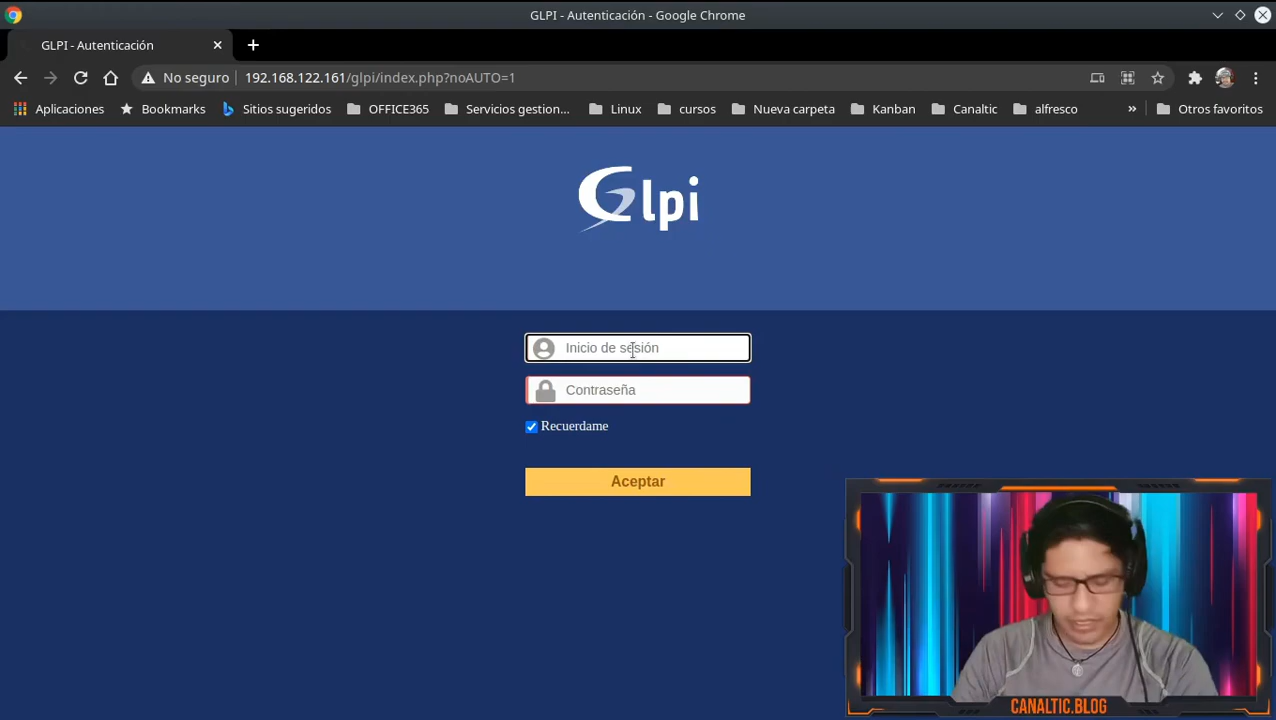 GLPI - Autenticación - Google Chrome
GLPI - Autenticación
No seguro 192.168.122.161/glpi/index.php?noAUTO=1
Aplicaciones Bookmarks Sitios sugeridos OFFICE365 Servicios gestion... Linux cursos Nueva carpeta Kanban Canaltic alfresco » Otros favoritos
Glpi
Inicio de sesión
Contraseña
Recuerdame
Aceptar
CANALTIC.BLOG